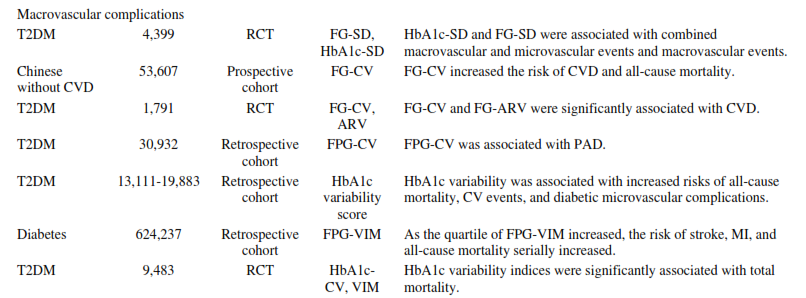 Macrovascular complications
T2DM 4,399 RCT FG-SD, HbA1c-SD and FG-SD were associated with combined
HbA1c-SD macrovascular and microvascular events and macrovascular events.
Chinese 53,607 Prospective FG-CV FG-CV increased the risk of CVD and all-cause mortality.
without CVD cohort
T2DM 1,791 RCT FG-CV, FG-CV and FG-ARV were significantly associated with CVD.
ARV
T2DM 30,932 Retrospective FPG-CV FPG-CV was associated with PAD.
cohort
T2DM 13,111-19,883 Retrospective HbA1c HbA1c variability was associated with increased risks of all-cause
cohort variability mortality, CV events, and diabetic microvascular complications.
score
Diabetes 624,237 Retrospective FPG-VIM As the quartile of FPG-VIM increased, the risk of stroke, MI, and
cohort all-cause mortality serially increased.
T2DM 9,483 RCT HbA1c- HbA1c variability indices were significantly associated with total
CV, VIM mortality.